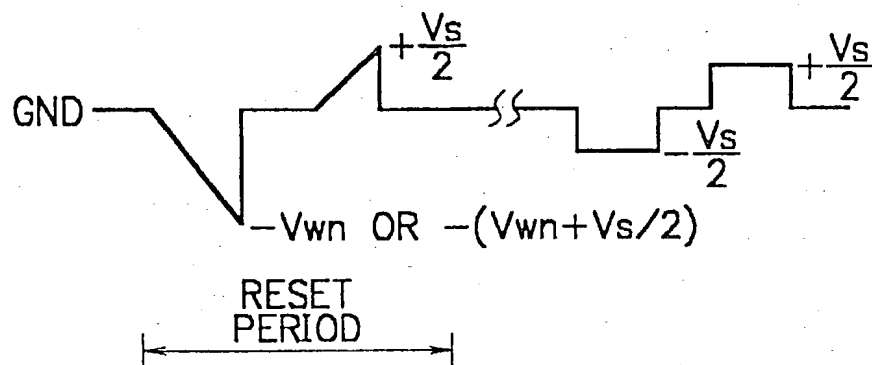 +Vs/2
GND
+Vs/2
-Vs/2
-Vwn OR -(Vwn+Vs/2)
RESET
PERIOD